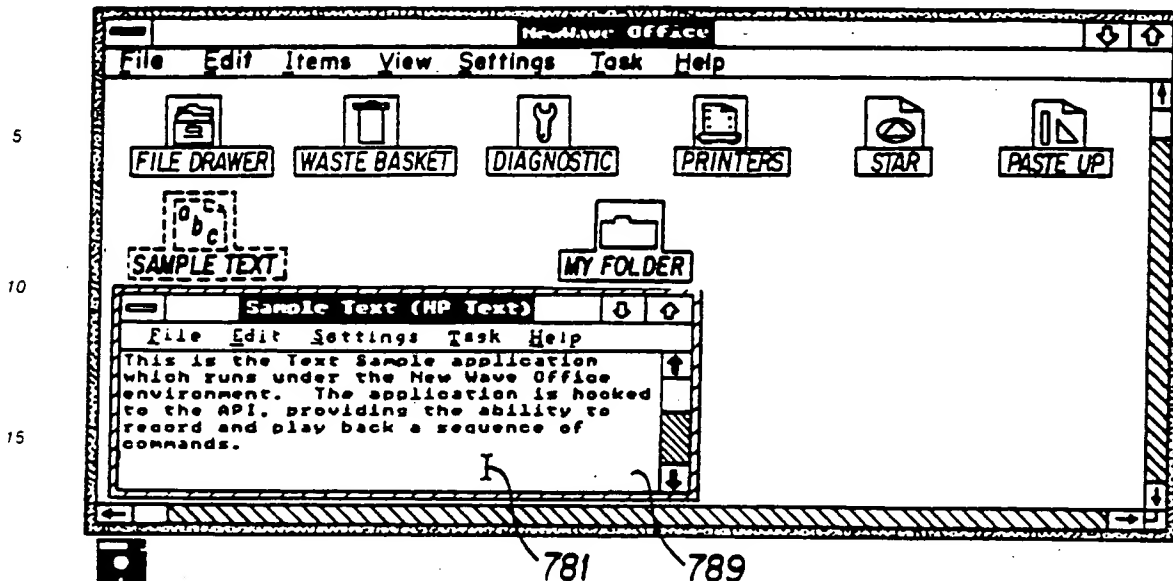 NewWave Office
File Edit Items View Settings Task Help
5
FILE DRAWER WASTE BASKET DIAGNOSTIC PRINTERS STAR PASTE UP
a b c
SAMPLE TEXT MY FOLDER
10
Sample Text (HP Text)
File Edit Settings Task Help
This is the Text Sample application
which runs under the New Wave Office
environment. The application is hooked
to the API, providing the ability to
15
record and play back a sequence of
commands.
781 789